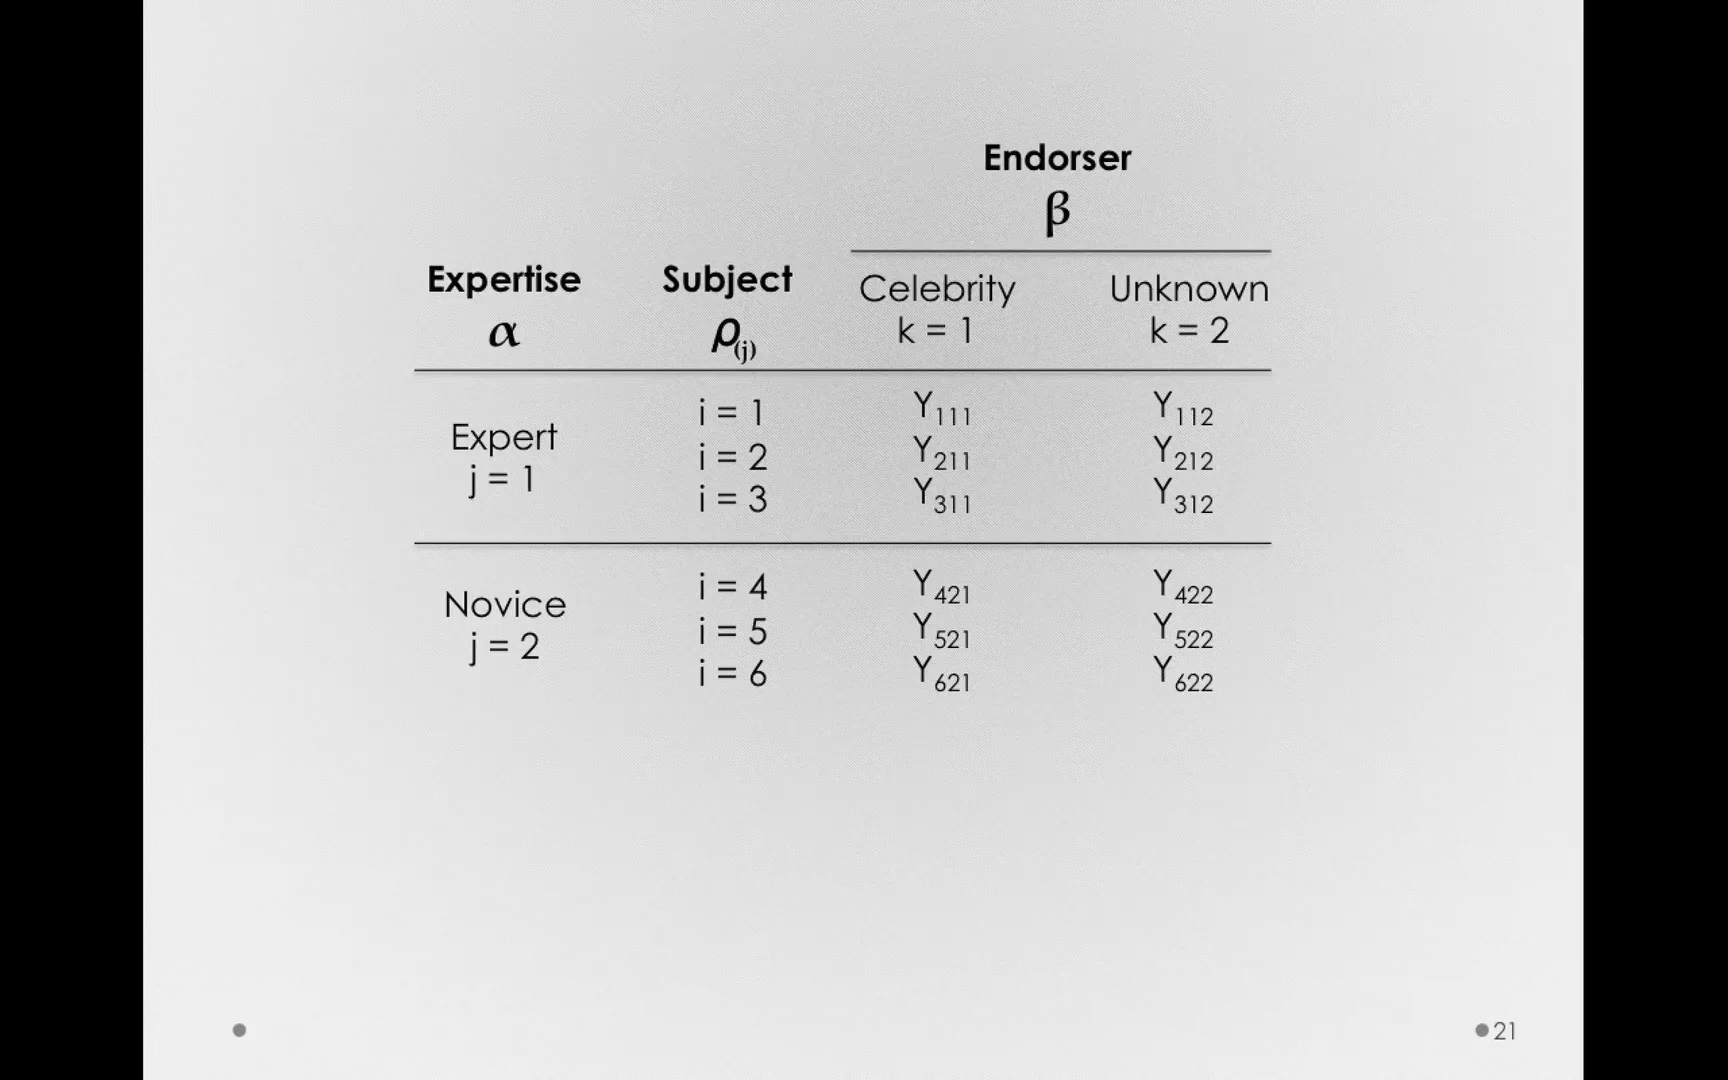 Endorser
β
Expertise Subject Celebrity Unknown
α ρ(j) k = 1 k = 2
i = 1 Y111 Y112
Expert i = 2 Y211 Y212
j = 1 i = 3 Y311 Y312
i = 4 Y421 Y422
Novice i = 5 Y521 Y522
j = 2 i = 6 Y621 Y622
21